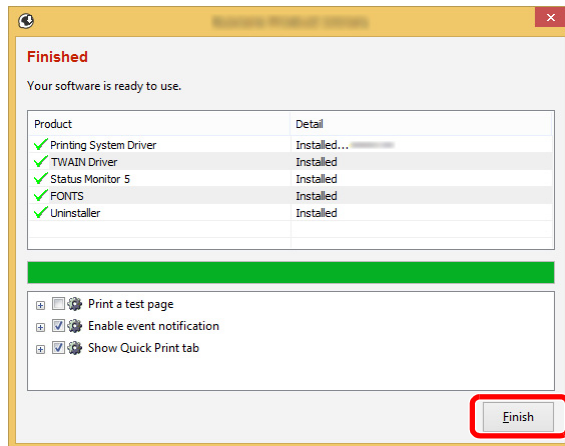 Finished
Your software is ready to use.
Product Detail
Printing System Driver Installed...
TWAIN Driver Installed
Status Monitor 5 Installed
FONTS Installed
Uninstaller Installed
Print a test page
Enable event notification
Show Quick Print tab
Finish